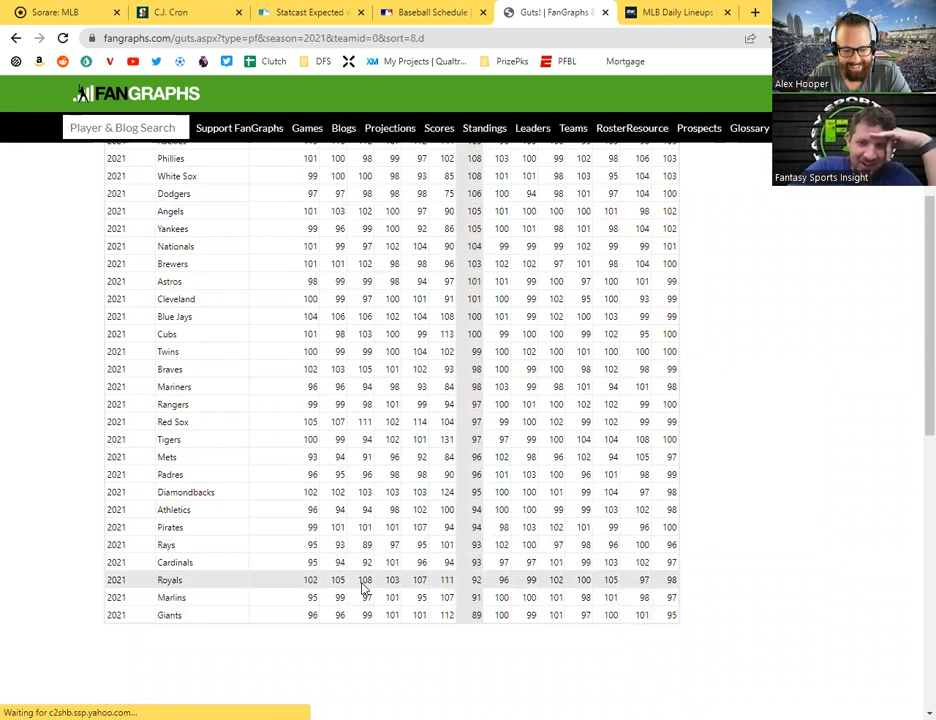 Sorare: MLB
C.J. Cron
Statcast Expected
Baseball Schedule
Guts! | FanGraphs B
MLB Daily Lineups
fangraphs.com/guts.aspx?type=pf&season=2021&teamid=0&sort=8,d
Clutch
DFS
My Projects | Qualtr...
PrizePks
PFBL
Mortgage
FANGRAPHS
Player & Blog Search
Support FanGraphs Games Blogs Projections Scores Standings Leaders Teams RosterResource Prospects Glossary
Alex Hooper
Fantasy Sports Insight
2021 Phillies 101 100 98 99 97 102 108 103 100 99 98 106 103
2021 White Sox 99 100 100 98 93 85 108 101 101 98 103 95 104 103
2021 Dodgers 97 97 98 98 98 75 106 100 94 98 101 97 104 100
2021 Angels 101 103 102 100 97 90 105 101 100 100 100 101 98 102
2021 Yankees 99 96 99 100 92 86 105 100 101 98 101 98 104 102
2021 Nationals 101 99 97 102 104 90 104 99 99 99 102 99 99 101
2021 Brewers 101 101 102 98 98 96 103 102 102 97 101 98 104 100
2021 Astros 98 99 99 98 94 97 101 101 99 100 97 100 101 99
2021 Cleveland 100 99 97 100 101 91 101 100 99 102 95 100 93 99
2021 Blue Jays 104 106 106 102 104 108 100 101 99 102 100 103 99 99
2021 Cubs 101 98 103 100 99 113 100 99 100 100 99 102 95 100
2021 Twins 100 99 99 100 104 102 99 100 102 100 101 100 100 100
2021 Braves 102 103 105 101 102 93 98 100 99 100 98 102 98 99
2021 Mariners 96 96 94 98 93 84 98 103 99 98 101 94 101 98
2021 Rangers 99 99 98 101 99 94 97 100 101 100 102 102 99 99
2021 Red Sox 105 107 111 102 114 104 97 99 100 102 99 102 99 102
2021 Tigers 100 99 94 102 101 131 97 97 99 100 104 104 108 100
2021 Mets 93 94 91 96 92 84 96 102 98 96 102 94 105 97
2021 Padres 96 95 96 98 98 90 96 101 103 100 96 101 98 99
2021 Diamondbacks 102 102 103 103 103 124 95 100 100 101 99 104 97 98
2021 Athletics 96 94 94 98 102 100 94 100 99 99 100 103 102 98
2021 Pirates 99 101 101 101 107 94 94 98 103 102 101 99 96 100
2021 Rays 95 93 89 97 95 101 93 102 100 97 98 96 100 96
2021 Cardinals 95 94 92 101 96 94 93 97 97 101 99 103 102 97
2021 Royals 102 105 108 103 107 111 92 96 99 102 100 105 97 98
2021 Marlins 95 99 97 101 95 107 91 100 100 101 98 101 98 97
2021 Giants 96 96 99 101 101 112 89 100 99 101 97 100 101 95
Waiting for c2shb.ssp.yahoo.com...